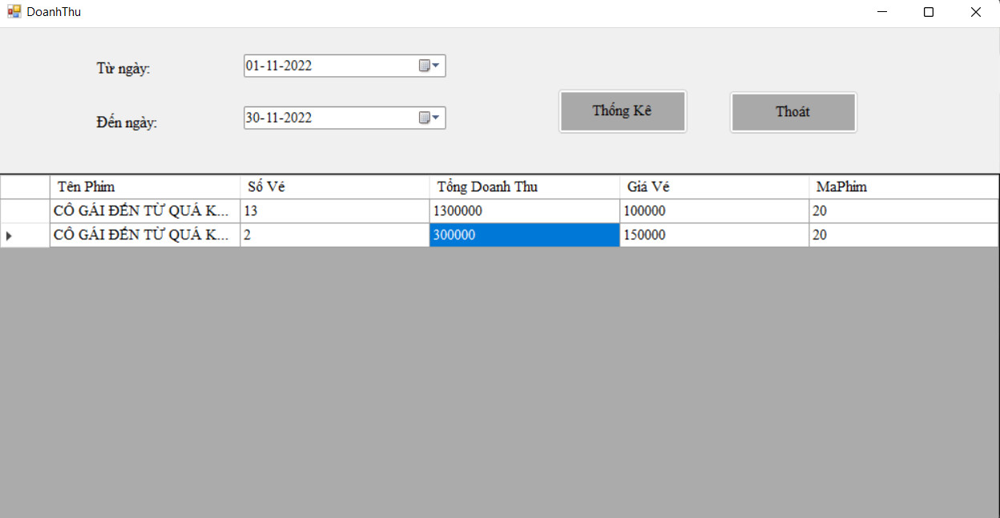 DoanhThu
Từ ngày: 01-11-2022
Đến ngày: 30-11-2022
Thống Kê Thoát
Tên Phim Số Vé Tổng Doanh Thu Giá Vé MaPhim
CÔ GÁI ĐẾN TỪ QUÁ K... 13 1300000 100000 20
CÔ GÁI ĐẾN TỪ QUÁ K... 2 300000 150000 20